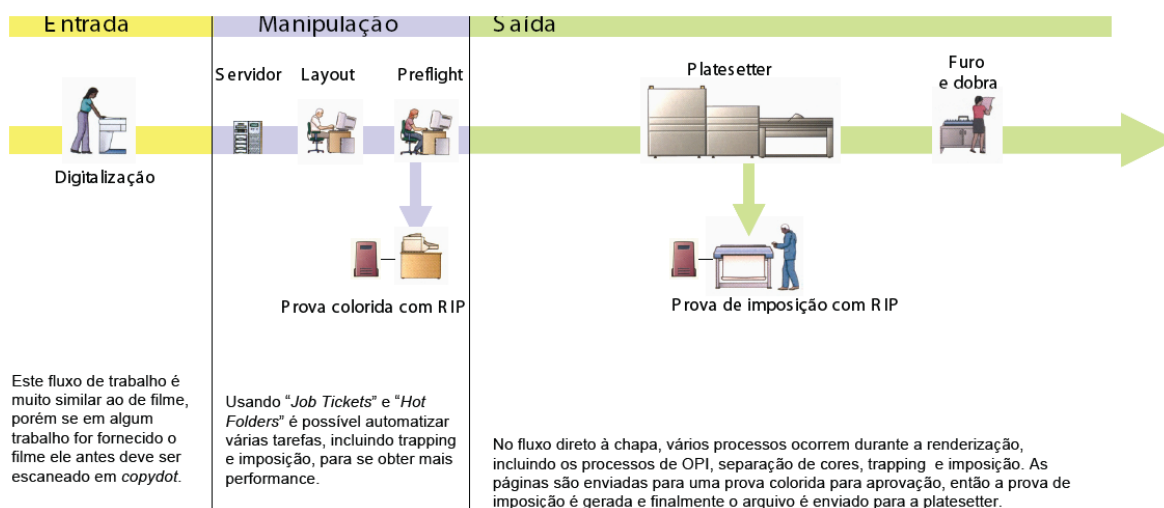 Entrada
Manipulação
Saída
Servidor
Layout
Preflight
Platesetter
Furo
e dobra
Digitalização
Prova colorida com RIP
Prova de imposição com RIP
Este fluxo de trabalho é
muito similar ao de filme,
porém se em algum
trabalho for fornecido o
filme ele antes deve ser
escaneado em copydot.
Usando “Job Tickets” e “Hot
Folders” é possível automatizar
várias tarefas, incluindo trapping
e imposição, para se obter mais
performance.
No fluxo direto à chapa, vários processos ocorrem durante a renderização,
incluindo os processos de OPI, separação de cores, trapping e imposição. As
páginas são enviadas para uma prova colorida para aprovação, então a prova de
imposição é gerada e finalmente o arquivo é enviado para a platesetter.